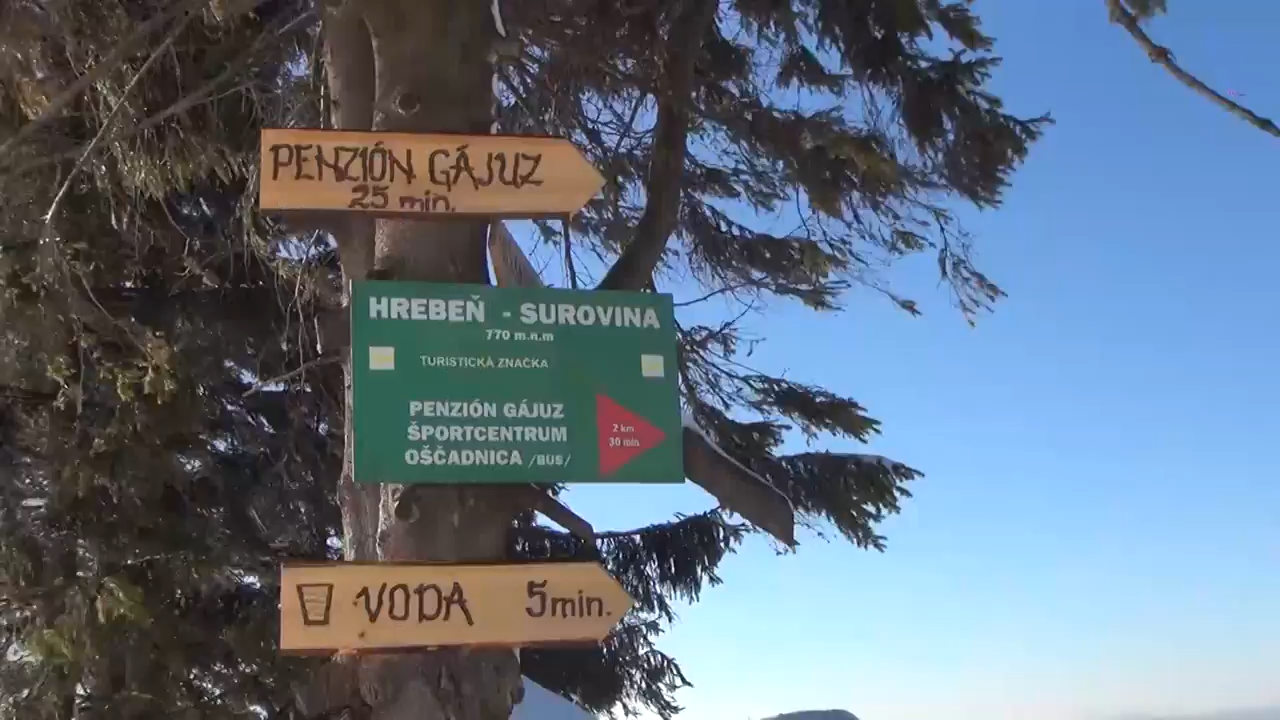 PENZIÓN GÁJUZ
25 min.
HREBEŇ - SUROVINA
770 m.n.m
TURISTICKÁ ZNAČKA
PENZIÓN GÁJUZ
ŠPORTCENTRUM
OŠČADNICA /BUS/
2 km
30 min.
VODA 5min.